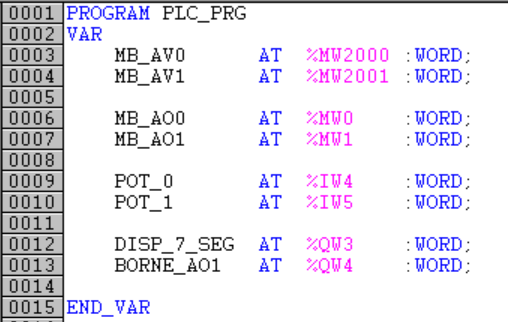 0001 PROGRAM PLC_PRG
0002 VAR
0003 MB_AV0 AT %MW2000 :WORD;
0004 MB_AV1 AT %MW2001 :WORD;
0005
0006 MB_AO0 AT %MW0 :WORD;
0007 MB_AO1 AT %MW1 :WORD;
0008
0009 POT_0 AT %IW4 :WORD;
0010 POT_1 AT %IW5 :WORD;
0011
0012 DISP_7_SEG AT %QW3 :WORD;
0013 BORNE_AO1 AT %QW4 :WORD;
0014
0015 END_VAR